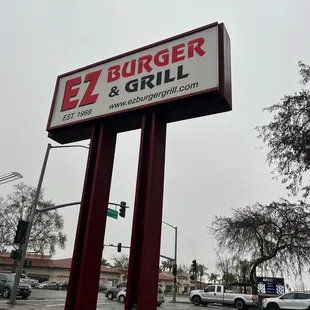 EZ BURGER
& GRILL
EST. 1969
www.ezburgergrill.com